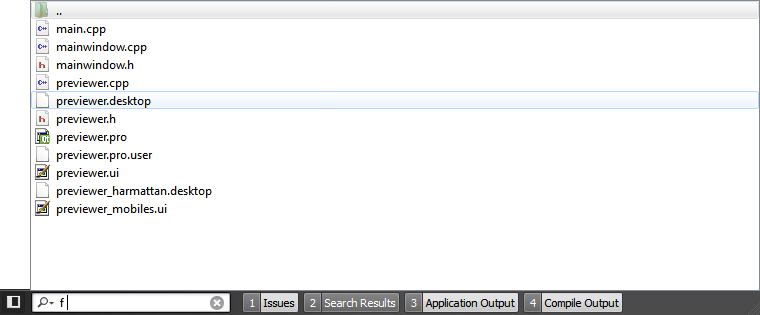 ..
main.cpp
mainwindow.cpp
mainwindow.h
previewer.cpp
previewer.desktop
previewer.h
previewer.pro
previewer.pro.user
previewer.ui
previewer_harmattan.desktop
previewer_mobiles.ui
f 1 Issues 2 Search Results 3 Application Output 4 Compile Output